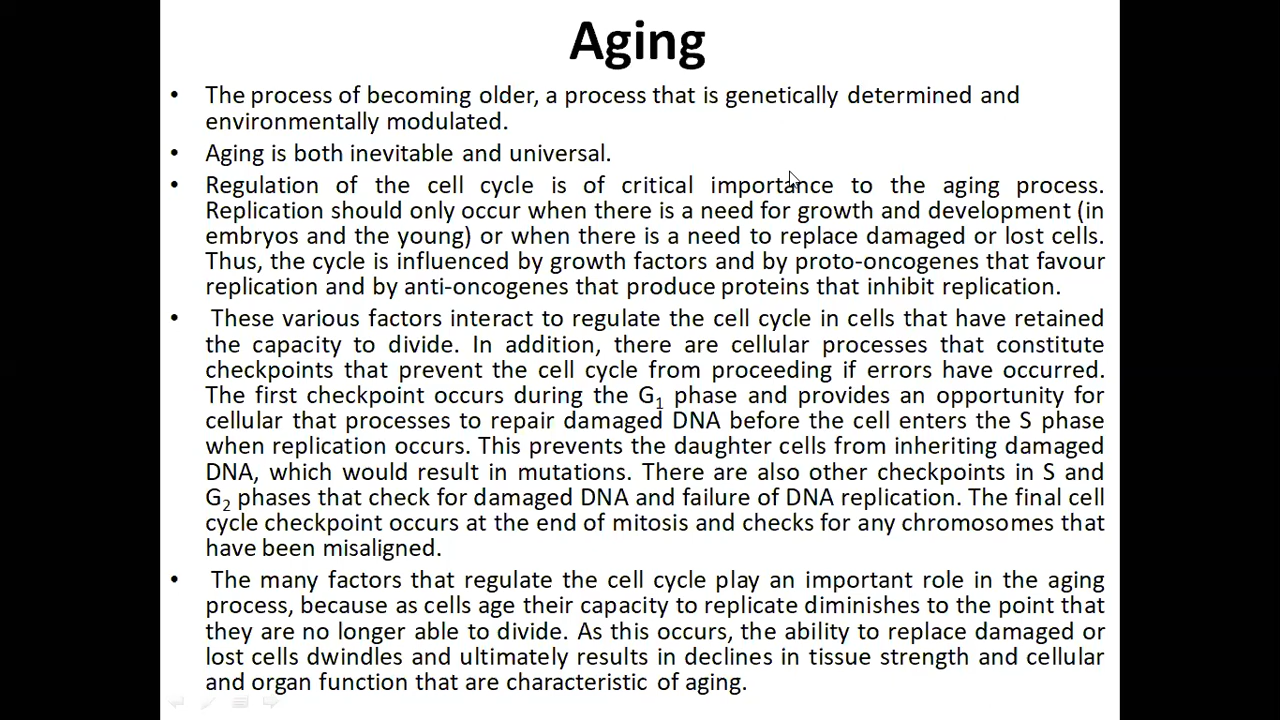 Aging
• The process of becoming older, a process that is genetically determined and
environmentally modulated.
• Aging is both inevitable and universal.
• Regulation of the cell cycle is of critical importance to the aging process.
Replication should only occur when there is a need for growth and development (in
embryos and the young) or when there is a need to replace damaged or lost cells.
Thus, the cycle is influenced by growth factors and by proto-oncogenes that favour
replication and by anti-oncogenes that produce proteins that inhibit replication.
• These various factors interact to regulate the cell cycle in cells that have retained
the capacity to divide. In addition, there are cellular processes that constitute
checkpoints that prevent the cell cycle from proceeding if errors have occurred.
The first checkpoint occurs during the G₁ phase and provides an opportunity for
cellular that processes to repair damaged DNA before the cell enters the S phase
when replication occurs. This prevents the daughter cells from inheriting damaged
DNA, which would result in mutations. There are also other checkpoints in S and
G₂ phases that check for damaged DNA and failure of DNA replication. The final cell
cycle checkpoint occurs at the end of mitosis and checks for any chromosomes that
have been misaligned.
• The many factors that regulate the cell cycle play an important role in the aging
process, because as cells age their capacity to replicate diminishes to the point that
they are no longer able to divide. As this occurs, the ability to replace damaged or
lost cells dwindles and ultimately results in declines in tissue strength and cellular
and organ function that are characteristic of aging.